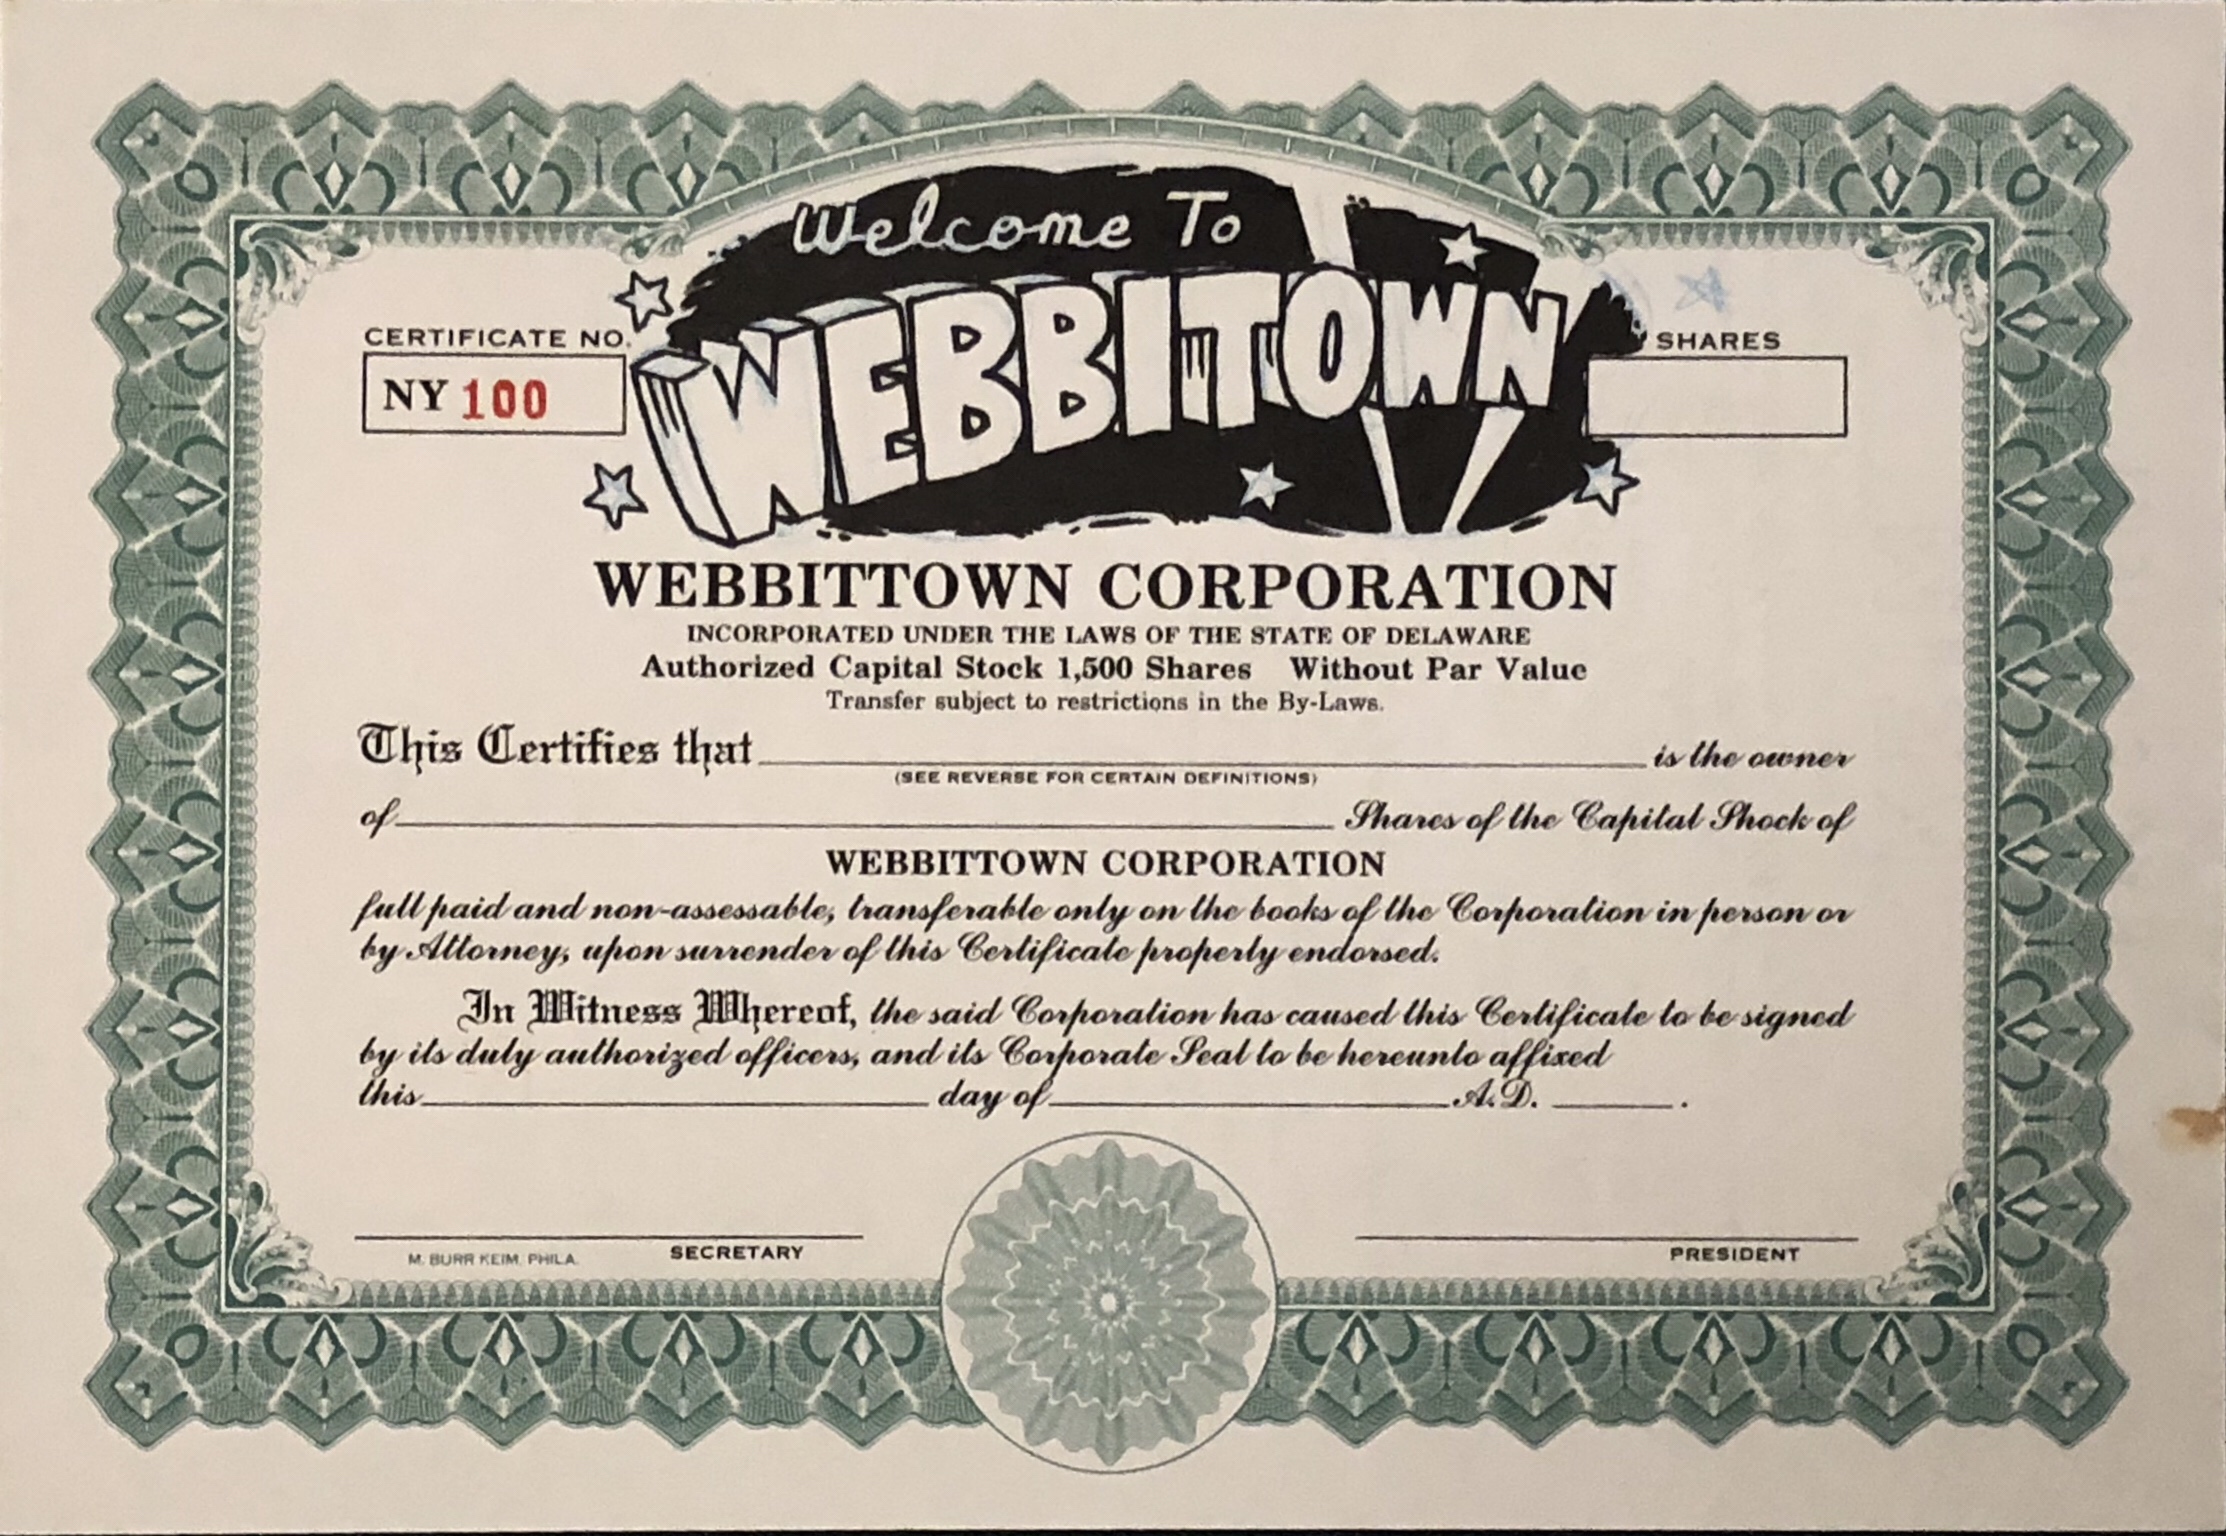 Welcome To
WEBBITOWN
CERTIFICATE NO.
NY 100
SHARES
WEBBITTOWN CORPORATION
INCORPORATED UNDER THE LAWS OF THE STATE OF DELAWARE
Authorized Capital Stock 1,500 Shares Without Par Value
Transfer subject to restrictions in the By-Laws.
This Certifies that is the owner
(SEE REVERSE FOR CERTAIN DEFINITIONS)
of Shares of the Capital Shock of
WEBBITTOWN CORPORATION
full paid and non-assessable, transferable only on the books of the Corporation in person or
by Attorney, upon surrender of this Certificate properly endorsed.
In Witness Whereof, the said Corporation has caused this Certificate to be signed
by its duly authorized officers, and its Corporate Seal to be hereunto affixed
this day of A.D. .
M. BURR KEIM, PHILA.
SECRETARY
PRESIDENT